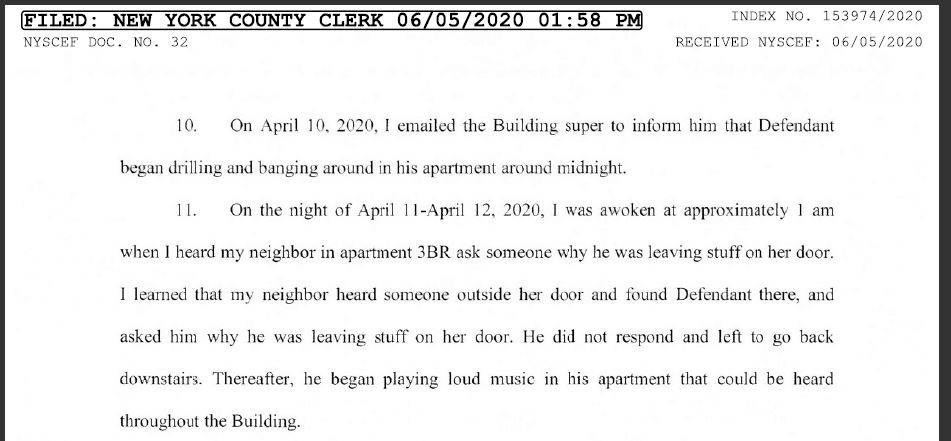 FILED: NEW YORK COUNTY CLERK 06/05/2020 01:58 PM
INDEX NO. 153974/2020
NYSCEF DOC. NO. 32
RECEIVED NYSCEF: 06/05/2020
10. On April 10, 2020, I emailed the Building super to inform him that Defendant
began drilling and banging around in his apartment around midnight.
11. On the night of April 11-April 12, 2020, I was awoken at approximately 1 am
when I heard my neighbor in apartment 3BR ask someone why he was leaving stuff on her door.
I learned that my neighbor heard someone outside her door and found Defendant there, and
asked him why he was leaving stuff on her door. He did not respond and left to go back
downstairs. Thereafter, he began playing loud music in his apartment that could be heard
throughout the Building.